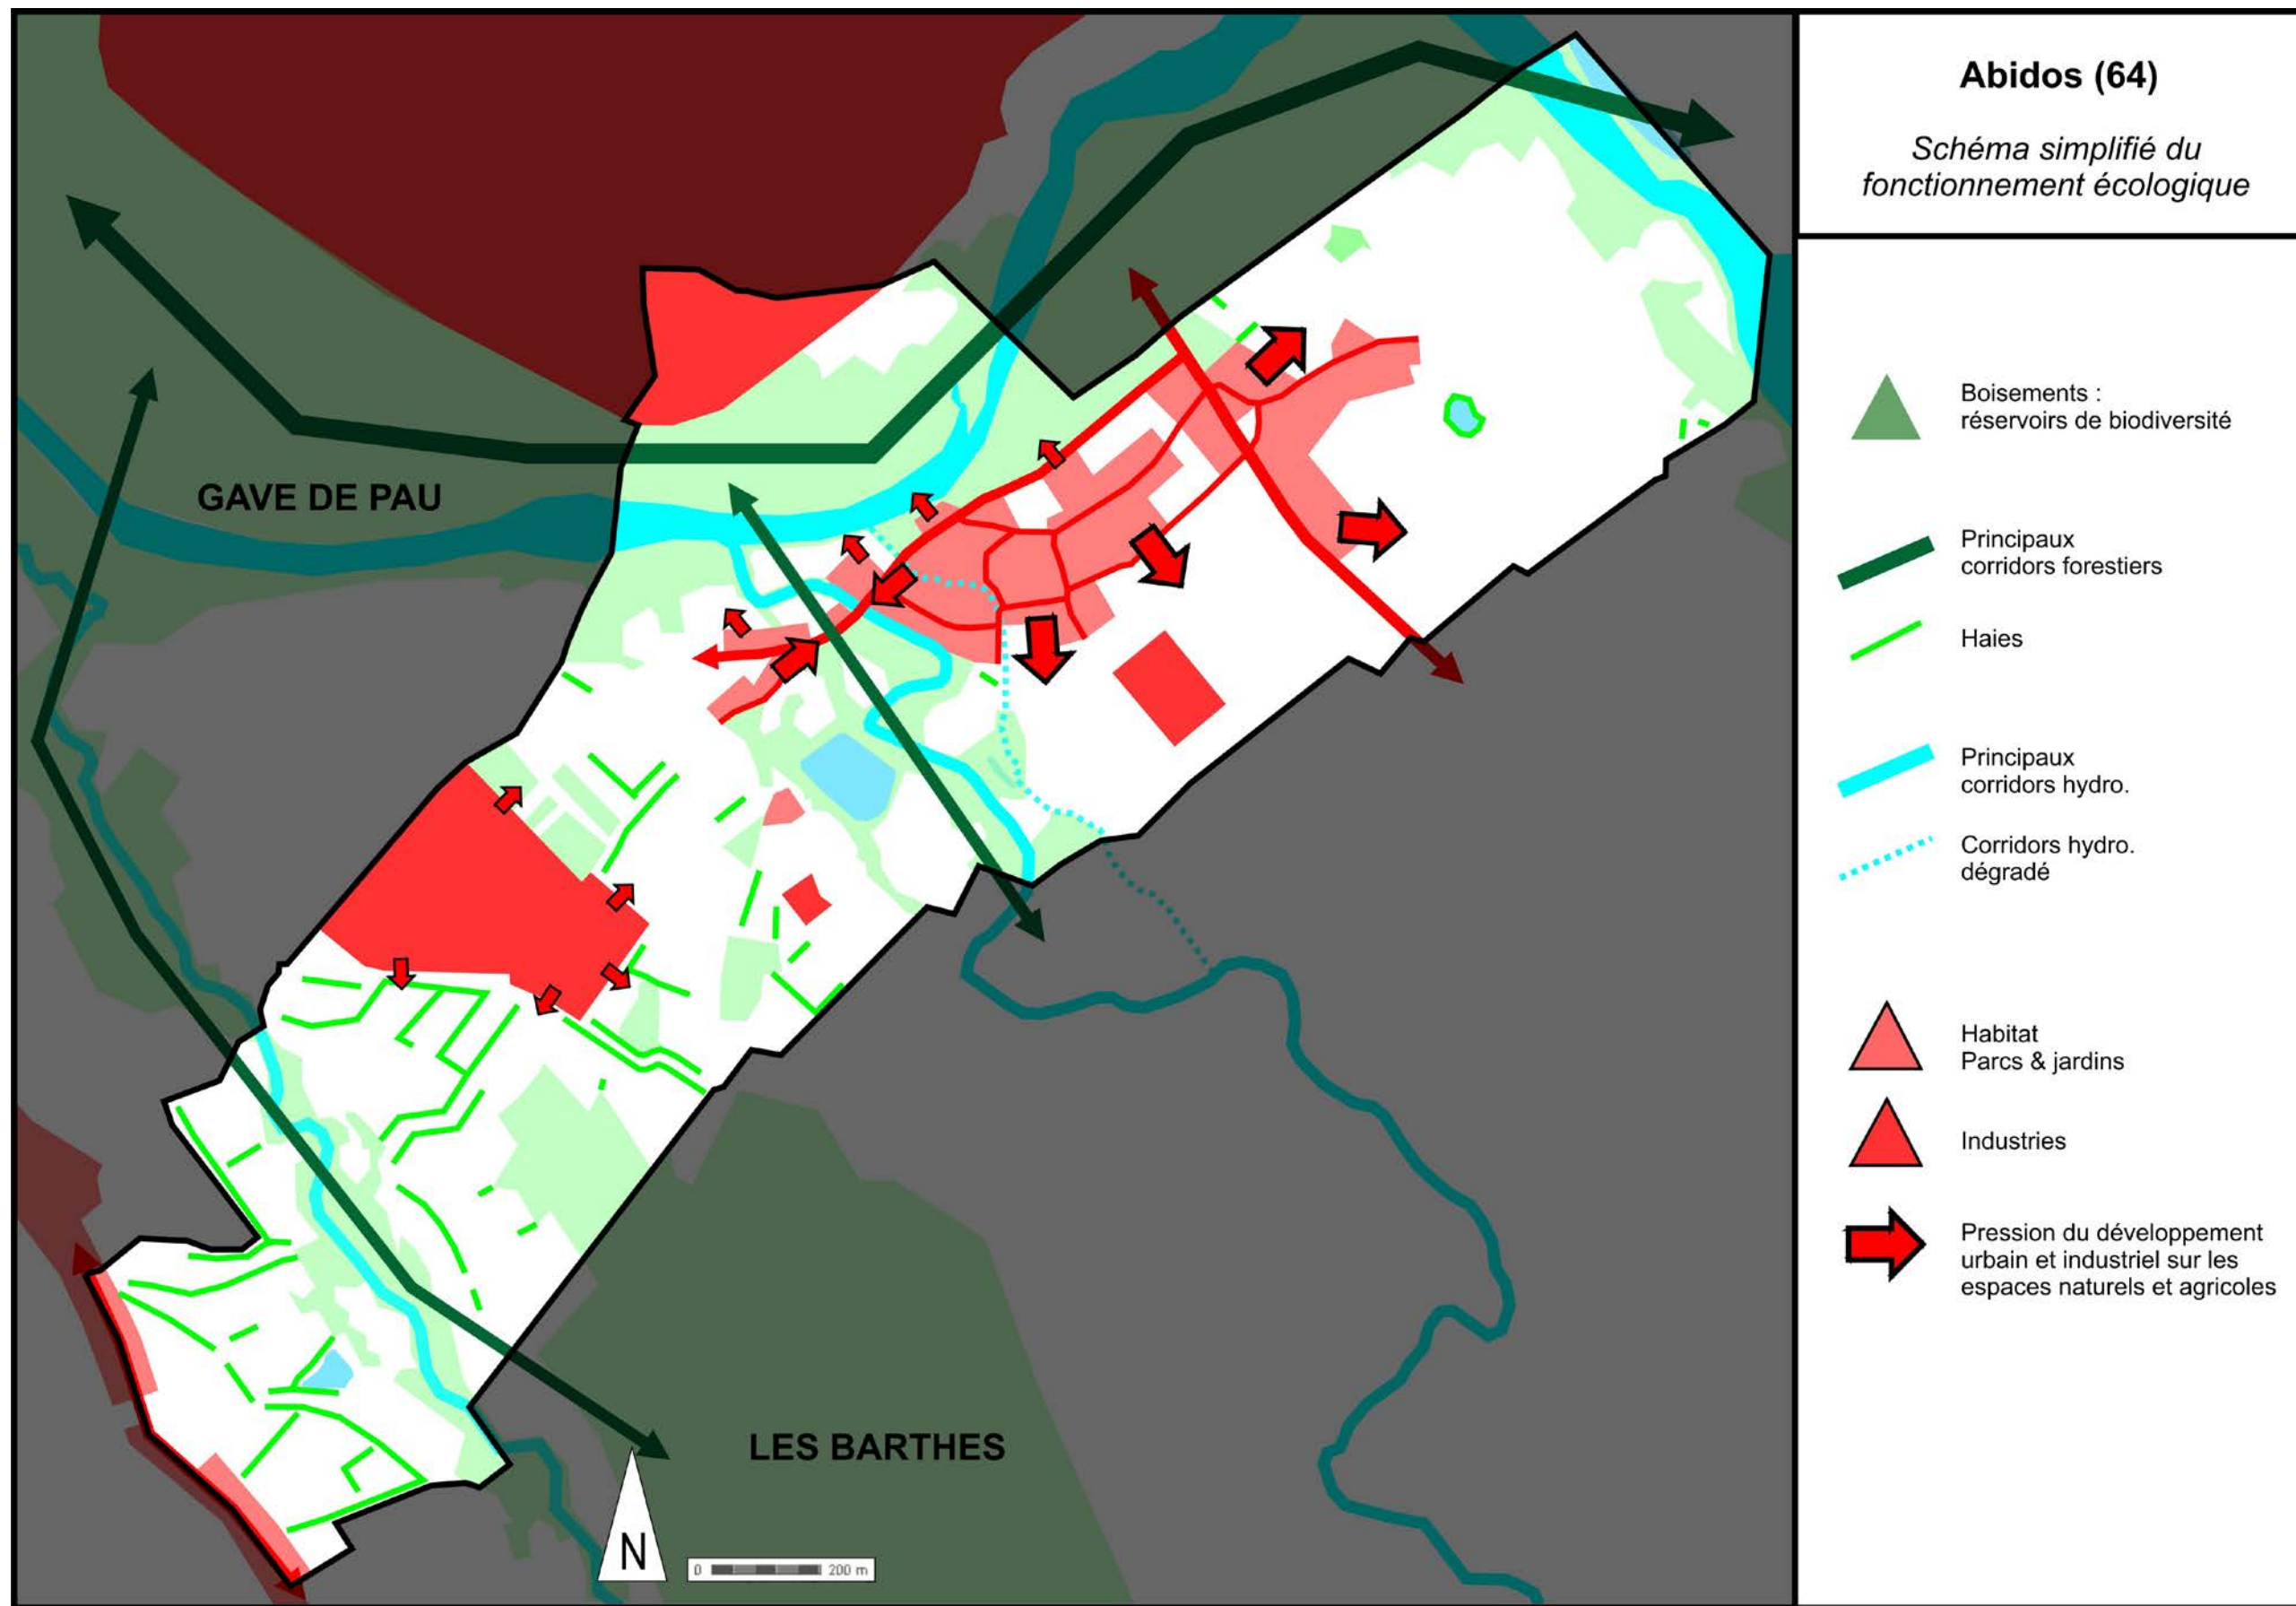 Abidos (64)
Schéma simplifié du
fonctionnement écologique
Boisements :
réservoirs de biodiversité
Principaux
corridors forestiers
Haies
Principaux
corridors hydro.
Corridors hydro.
dégradé
Habitat
Parcs & jardins
Industries
Pression du développement
urbain et industriel sur les
espaces naturels et agricoles
GAVE DE PAU
LES BARTHES
N
0 200 m